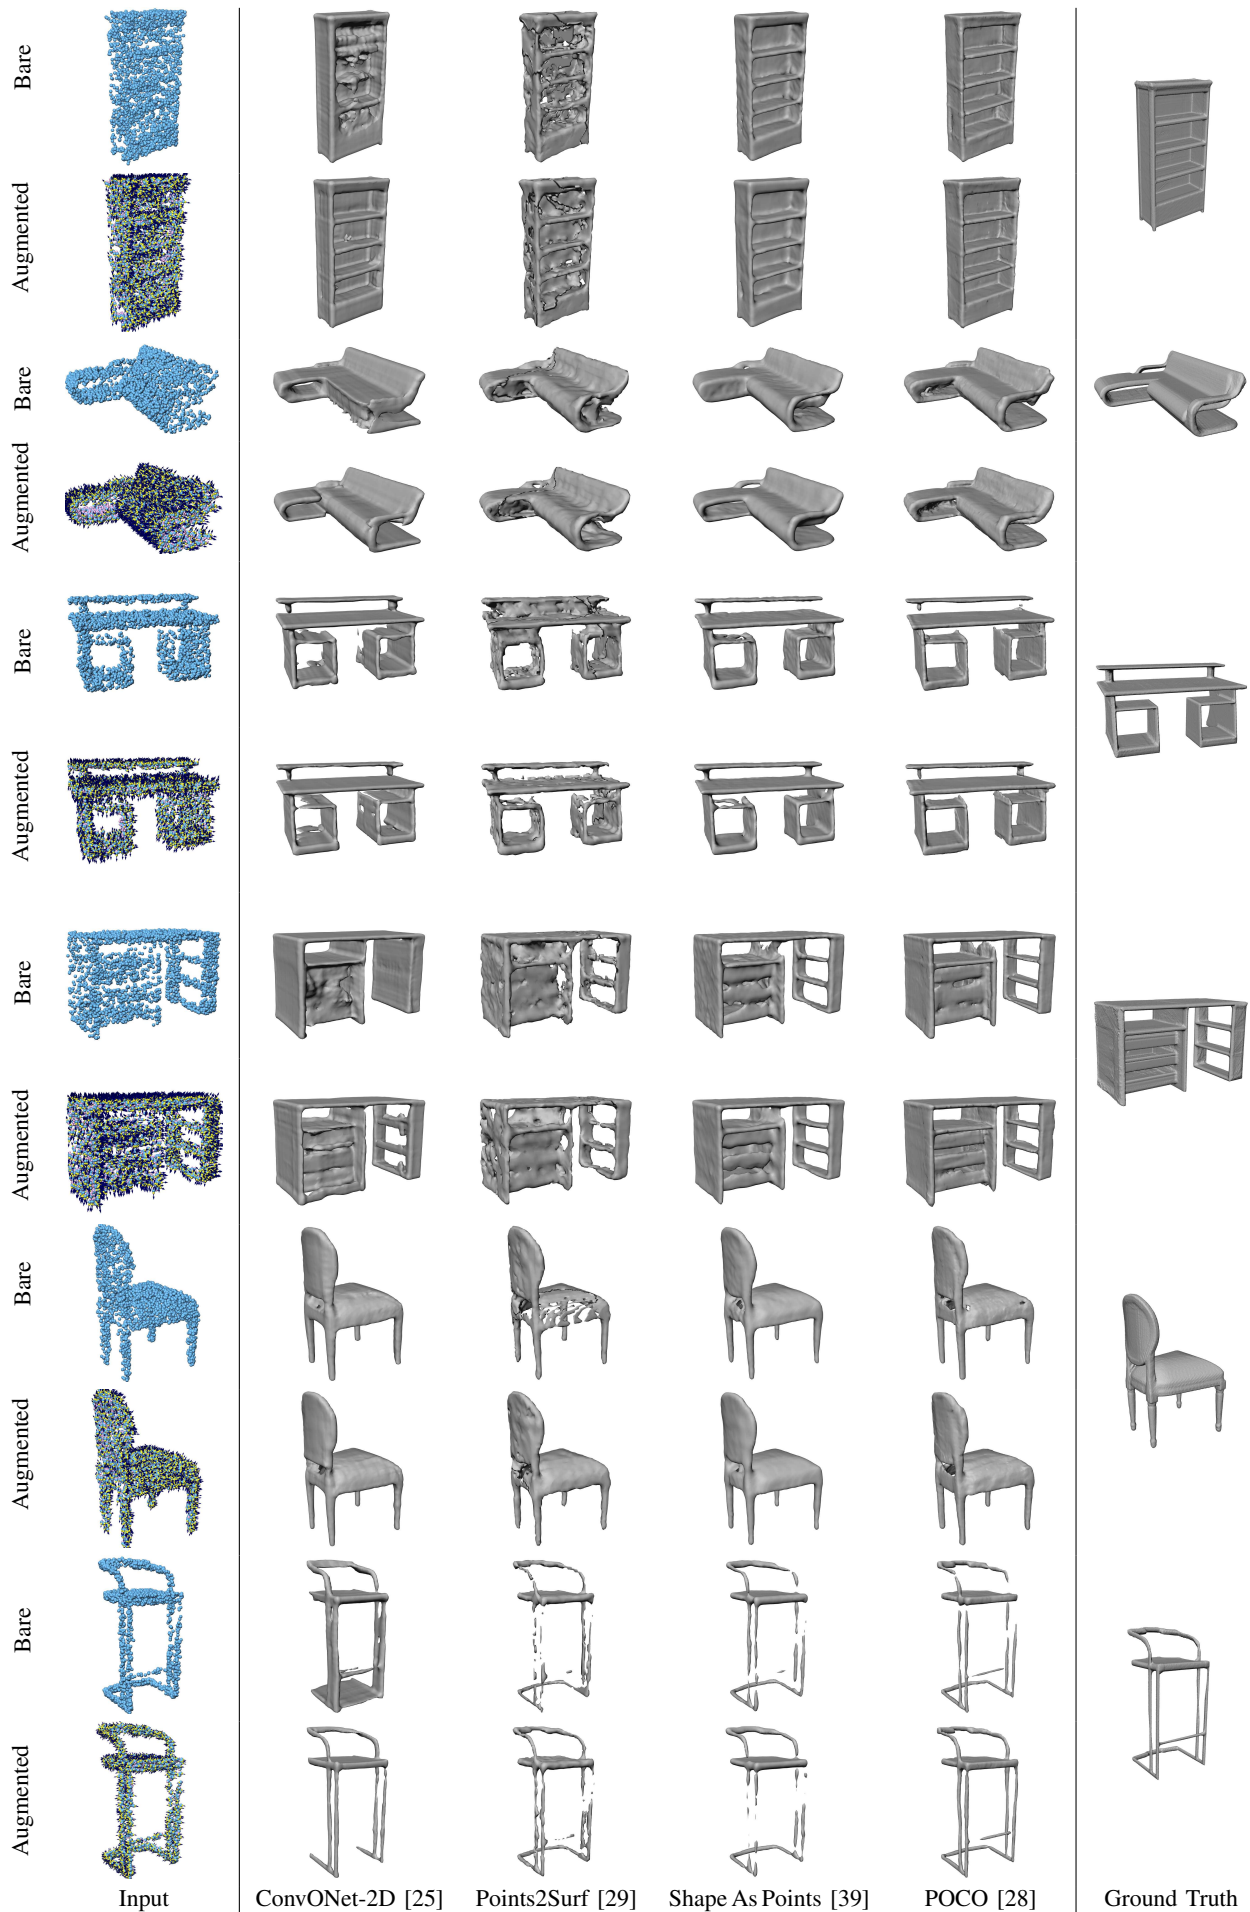 Bare
Augmented
Bare
Augmented
Bare
Augmented
Bare
Augmented
Bare
Augmented
Bare
Augmented
Input ConvONet-2D [25] Points2Surf [29] Shape As Points [39] POCO [28] Ground Truth